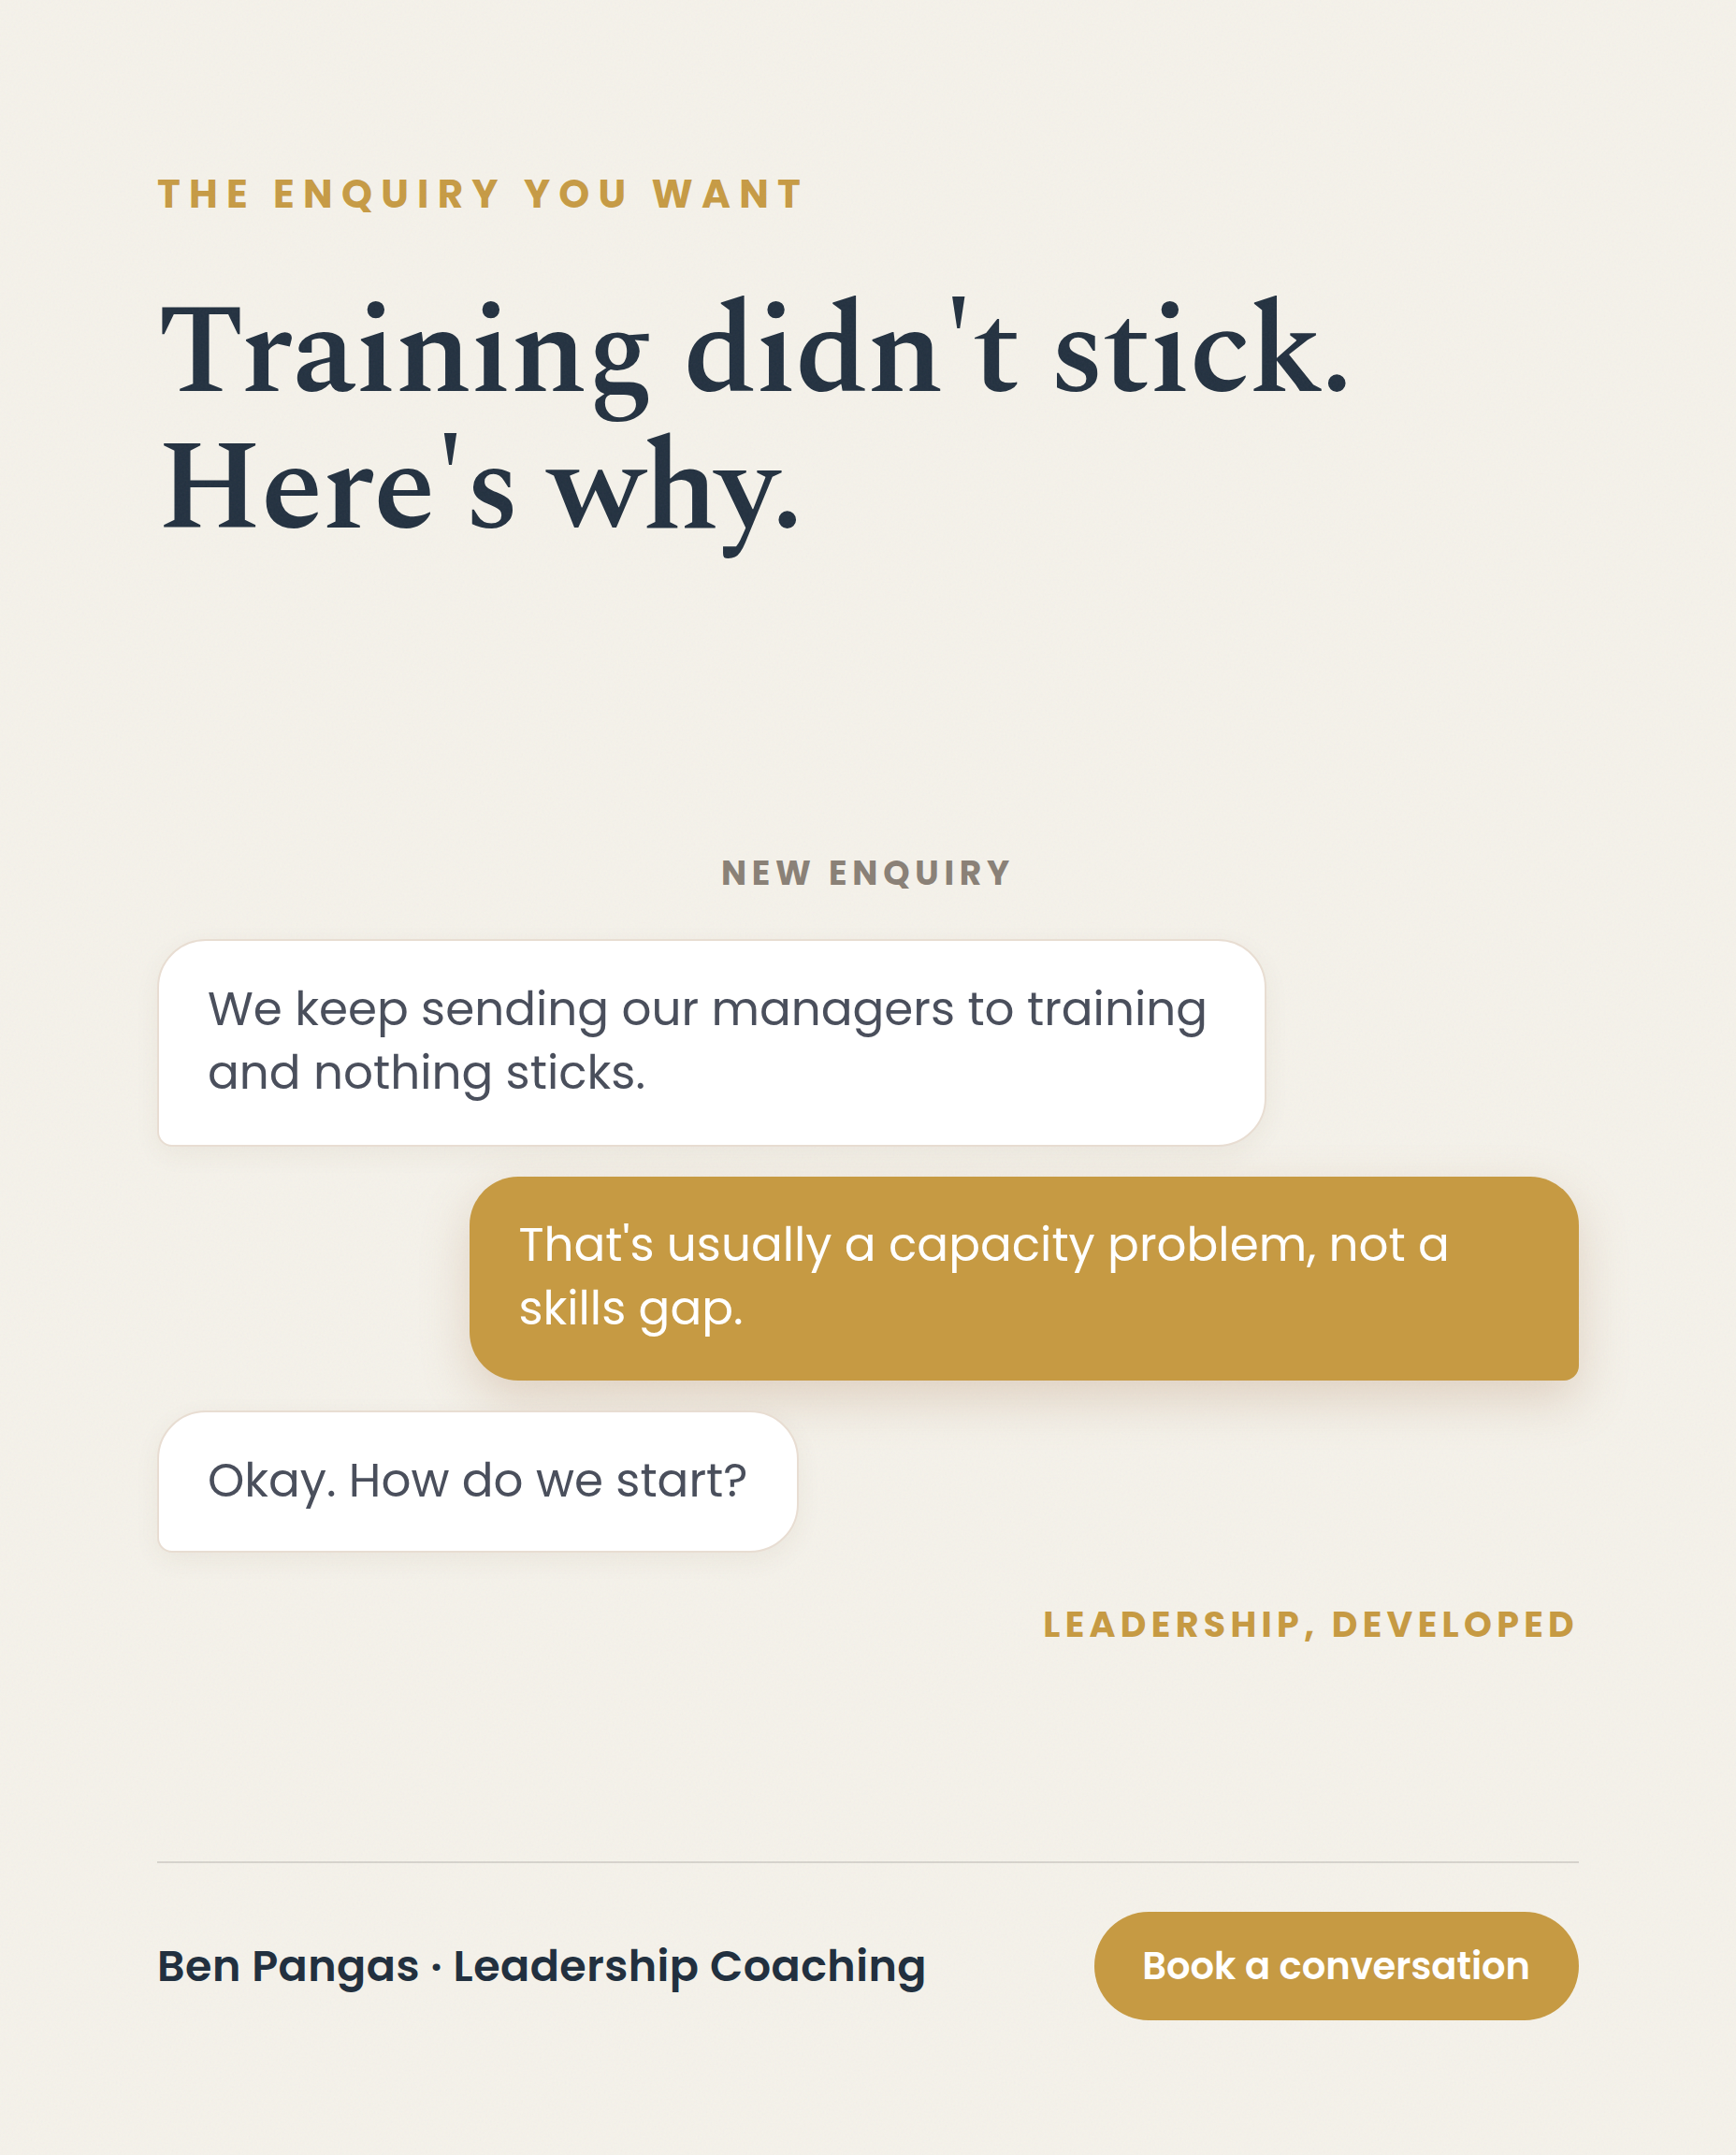 THE ENQUIRY YOU WANT
Training didn't stick.
Here's why.
NEW ENQUIRY
We keep sending our managers to training
and nothing sticks.
That's usually a capacity problem, not a
skills gap.
Okay. How do we start?
LEADERSHIP, DEVELOPED
Ben Pangas · Leadership Coaching
Book a conversation